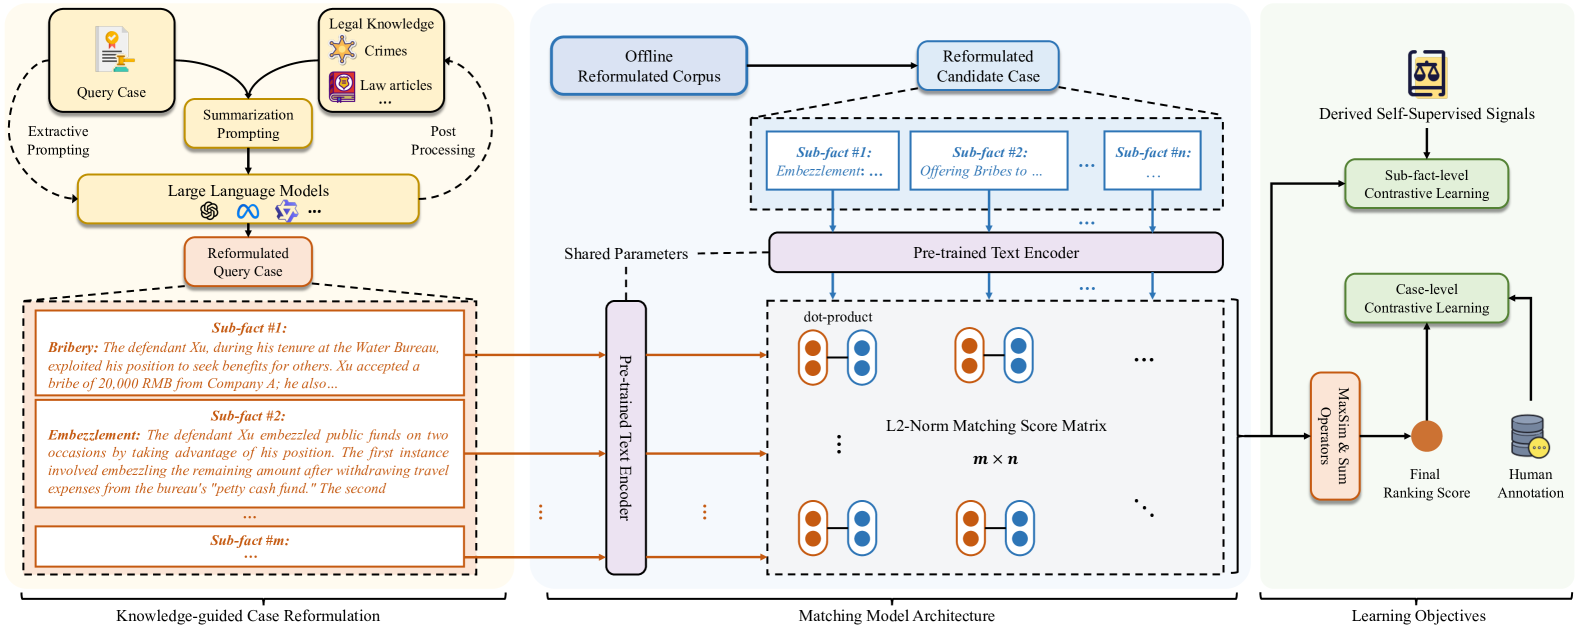 Query Case
Legal Knowledge
Crimes
Law articles
...
Extractive
Prompting
Summarization
Prompting
Post
Processing
Large Language Models
...
Reformulated
Query Case
Sub-fact #1:
Bribery: The defendant Xu, during his tenure at the Water Bureau,
exploited his position to seek benefits for others. Xu accepted a
bribe of 20,000 RMB from Company A; he also…
Sub-fact #2:
Embezzlement: The defendant Xu embezzled public funds on two
occasions by taking advantage of his position. The first instance
involved embezzling the remaining amount after withdrawing travel
expenses from the bureau's "petty cash fund." The second
...
Sub-fact #m:
...
Knowledge-guided Case Reformulation
Offline
Reformulated Corpus
Reformulated
Candidate Case
Sub-fact #1:
Embezzlement: …
Sub-fact #2:
Offering Bribes to …
...
Sub-fact #n:
...
...
Shared Parameters
Pre-trained Text Encoder
...
Pre-trained Text Encoder
dot-product
...
L2-Norm Matching Score Matrix
m × n
Matching Model Architecture
Derived Self-Supervised Signals
Sub-fact-level
Contrastive Learning
Case-level
Contrastive Learning
MaxSim & Sum
Operators
Final
Ranking Score
Human
Annotation
Learning Objectives